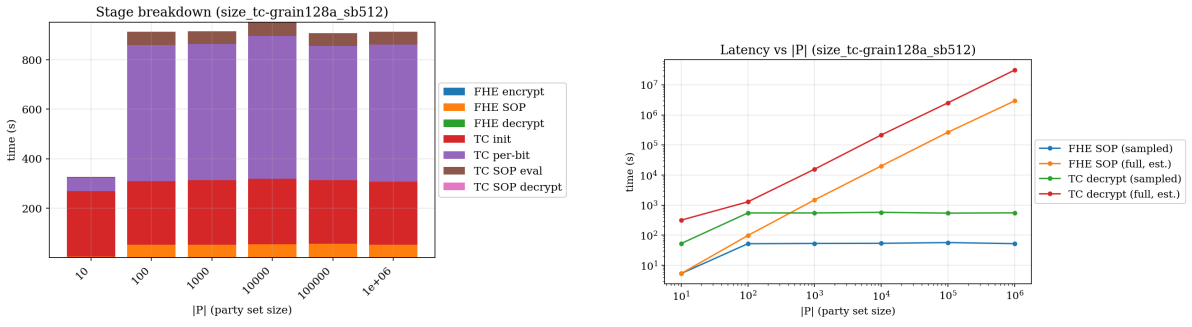 Stage breakdown (size_tc-grain128a_sb512)
time (s)
800
600
400
200
10
100
1000
10000
100000
1e+06
|P| (party set size)
FHE encrypt
FHE SOP
FHE decrypt
TC init
TC per-bit
TC SOP eval
TC SOP decrypt
Latency vs |P| (size_tc-grain128a_sb512)
time (s)
10⁷
10⁶
10⁵
10⁴
10³
10²
10¹
10¹
10²
10³
10⁴
10⁵
10⁶
|P| (party set size)
FHE SOP (sampled)
FHE SOP (full, est.)
TC decrypt (sampled)
TC decrypt (full, est.)